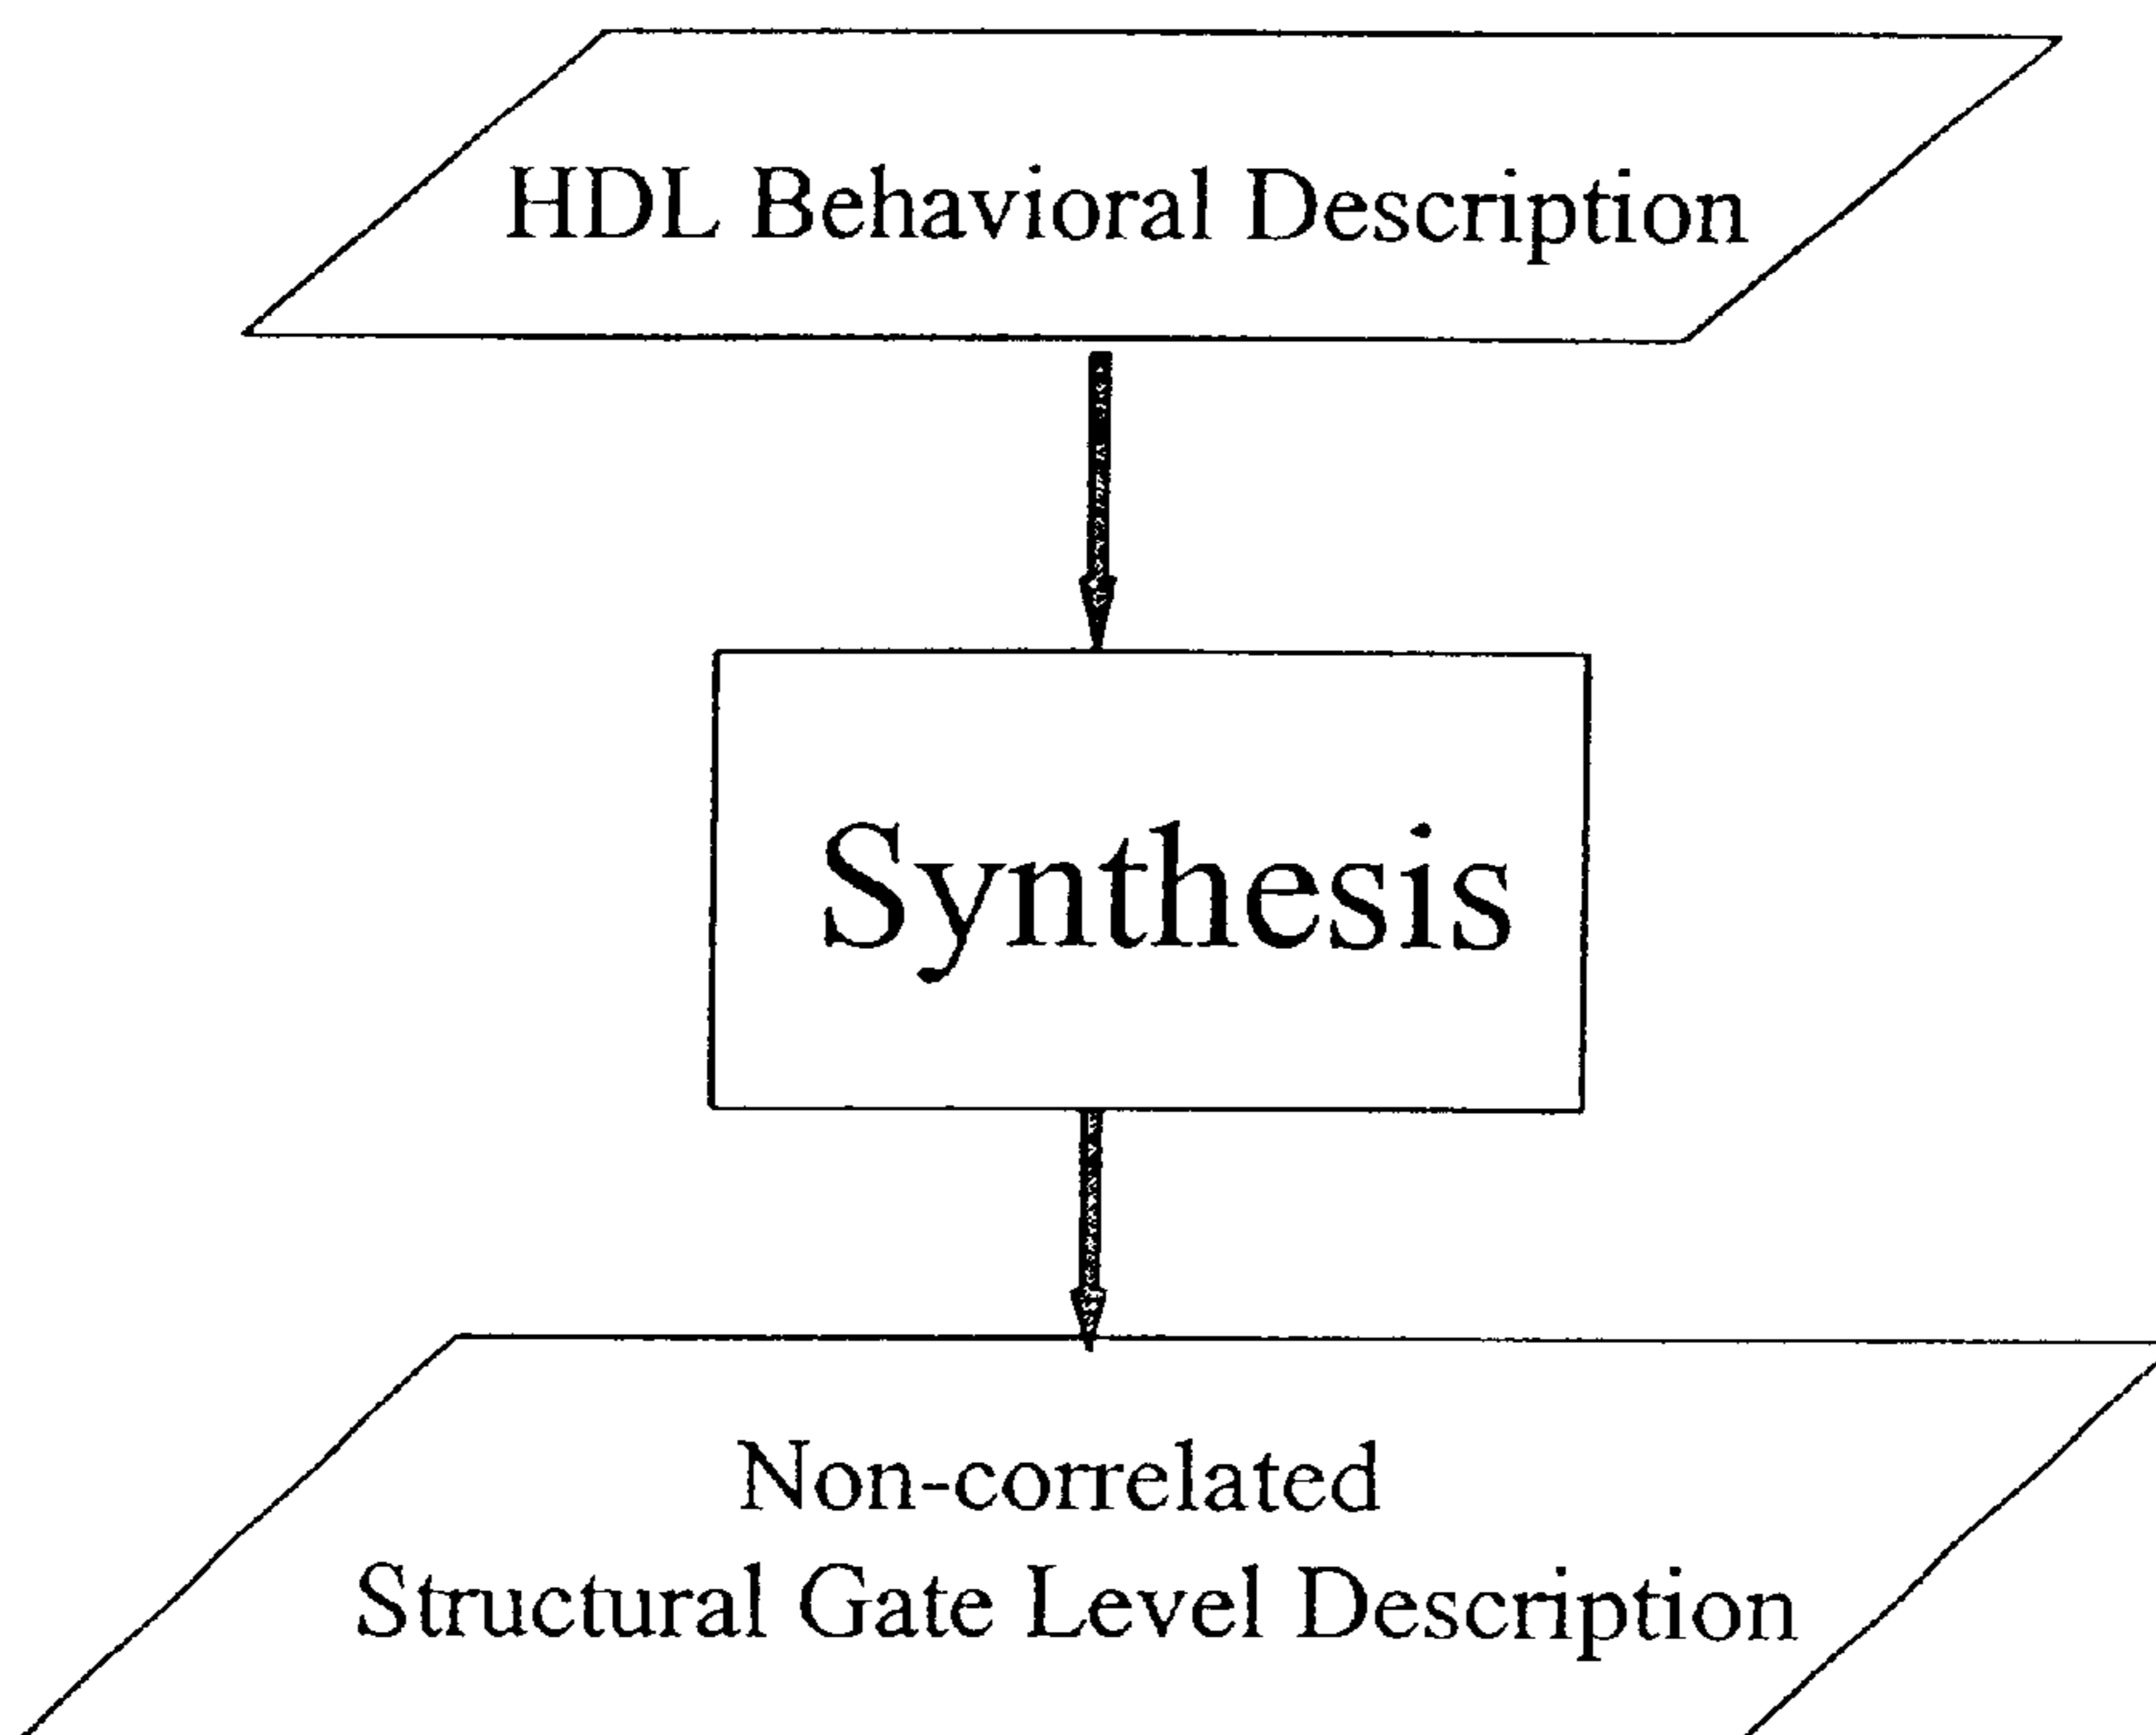 HDL Behavioral Description
Synthesis
Non-correlated
Structural Gate Level Description